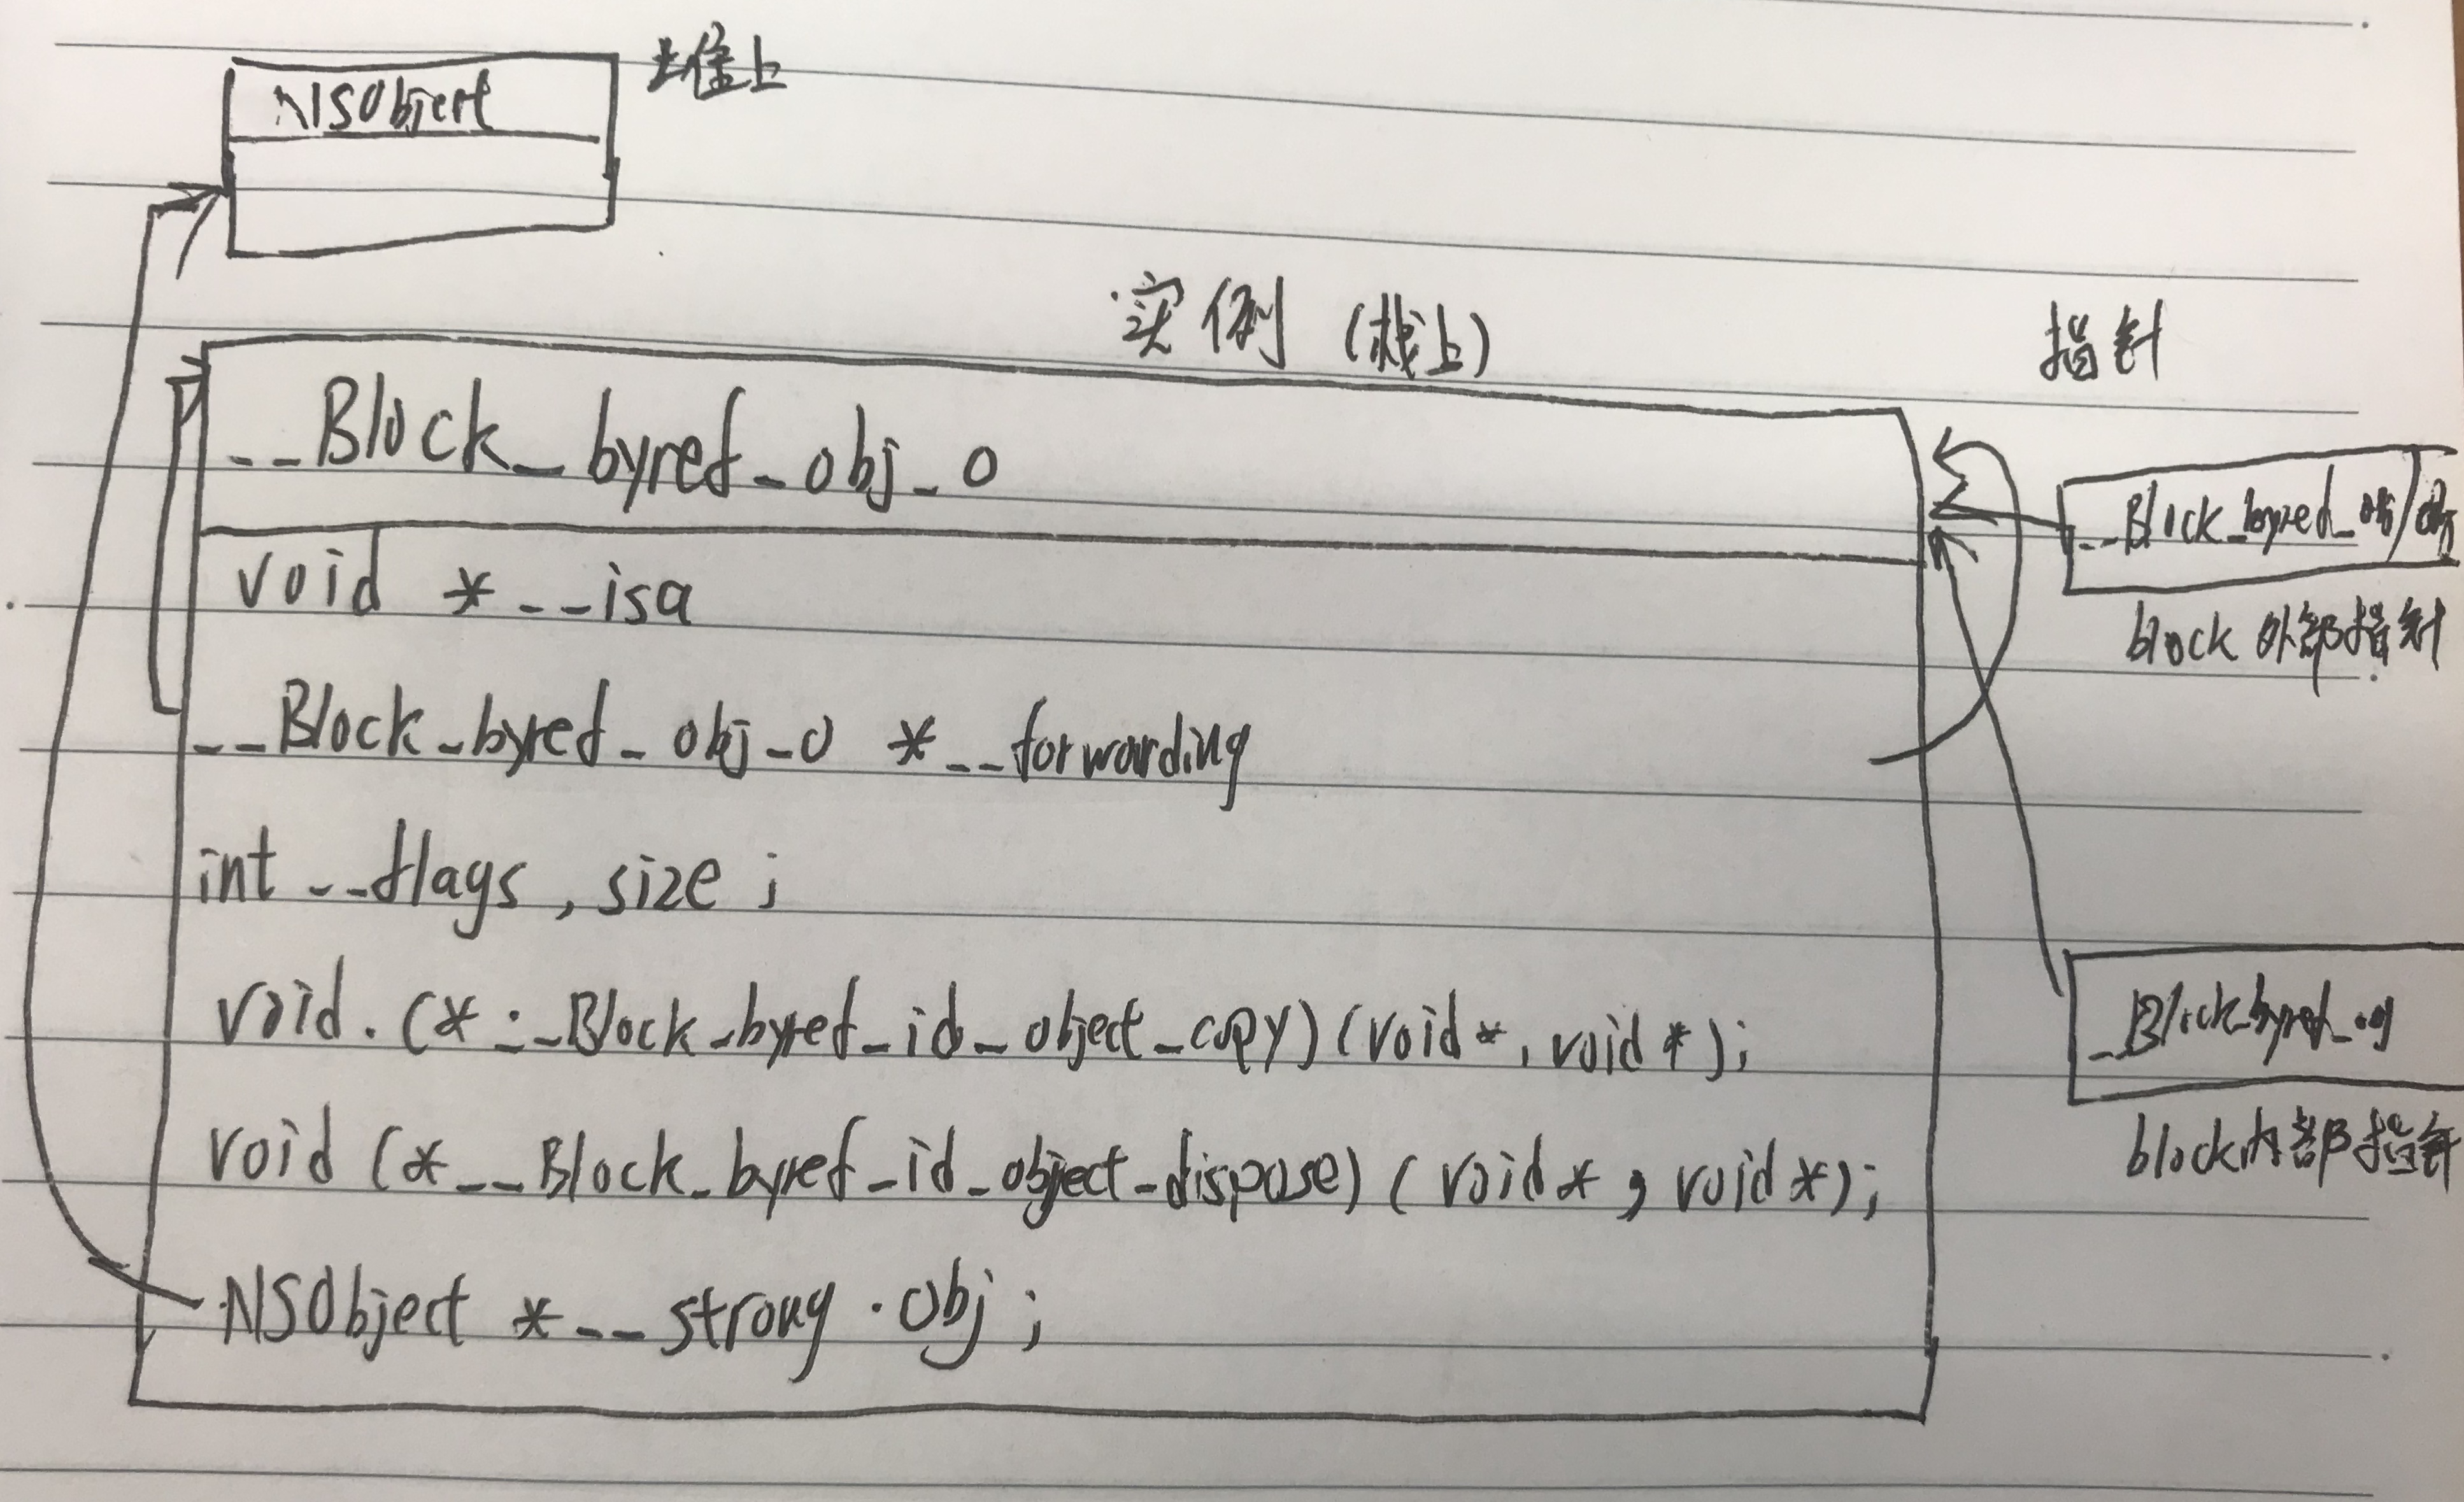 NSObject
堆上
实例 (栈上)
指针
__Block_byref_obj_0
__Block_byref_obj
block 外部指针
void *__isa
__Block_byref_obj_0 *__forwarding
int __flags, size;
void (*__Block_byref_id_object_copy)(void*, void*);
_Block_byref_obj
block内部指针
void (*__Block_byref_id_object_dispose)(void*, void*);
NSObject *__strong obj;